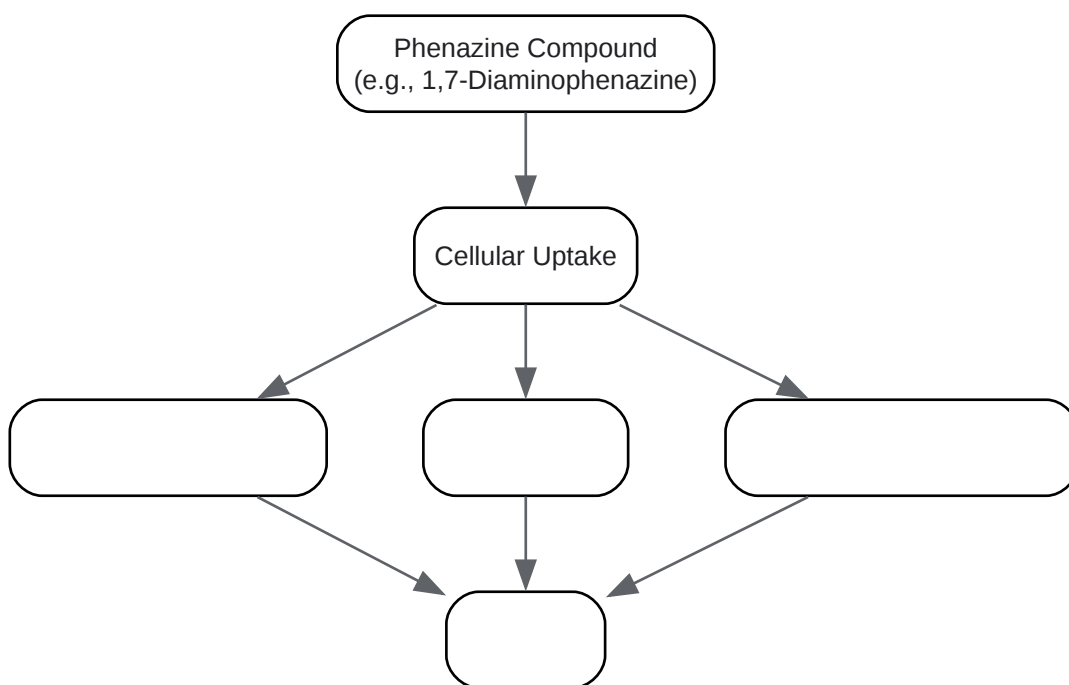 Phenazine Compound
(e.g., 1,7-Diaminophenazine)
Cellular Uptake